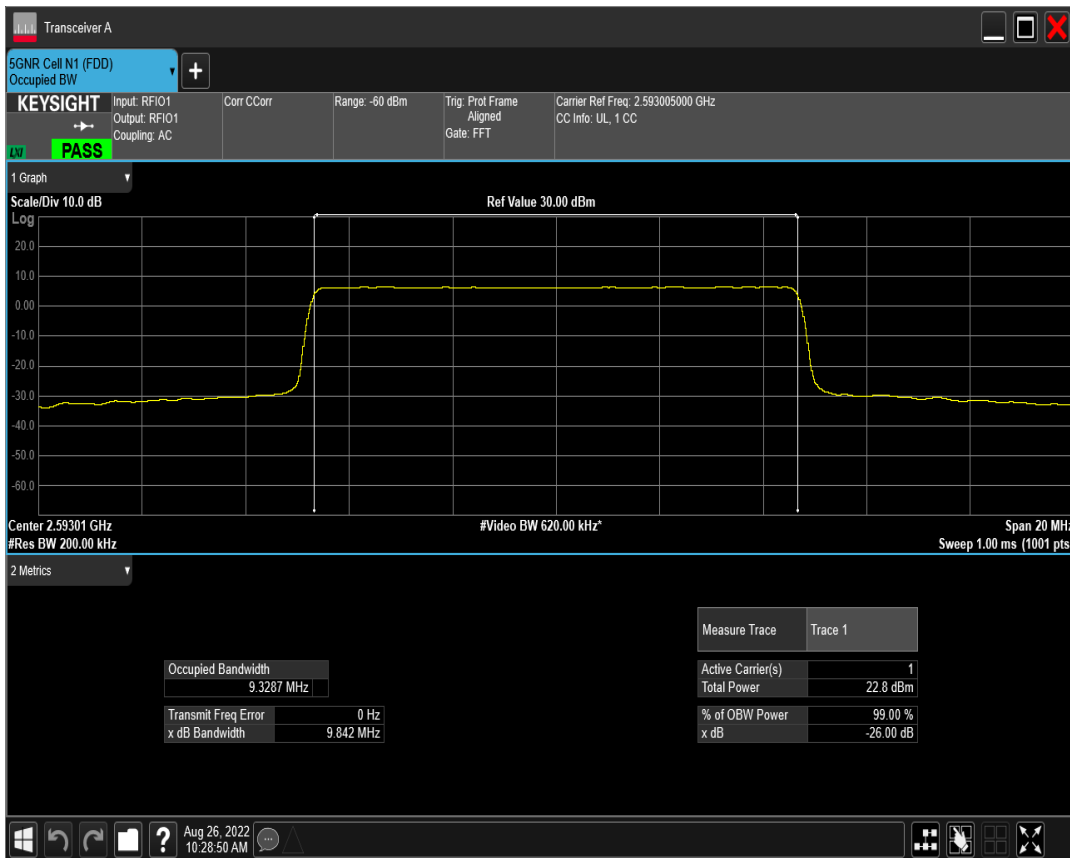 Transceiver A
5GNR Cell N1 (FDD)
Occupied BW
+
KEYSIGHT
LXI
PASS
Input: RFIO1
Output: RFIO1
Coupling: AC
Corr CCorr
Range: -60 dBm
Trig: Prot Frame
Aligned
Gate: FFT
Carrier Ref Freq: 2.593005000 GHz
CC Info: UL, 1 CC
1 Graph
Scale/Div 10.0 dB
Ref Value 30.00 dBm
Log
20.0
10.0
0.00
-10.0
-20.0
-30.0
-40.0
-50.0
-60.0
Center 2.59301 GHz
#Video BW 620.00 kHz*
Span 20 MHz
#Res BW 200.00 kHz
Sweep 1.00 ms (1001 pts
2 Metrics
Measure Trace Trace 1
Occupied Bandwidth
9.3287 MHz
Active Carrier(s) 1
Total Power 22.8 dBm
Transmit Freq Error 0 Hz
x dB Bandwidth 9.842 MHz
% of OBW Power 99.00 %
x dB -26.00 dB
?
Aug 26, 2022
10:28:50 AM